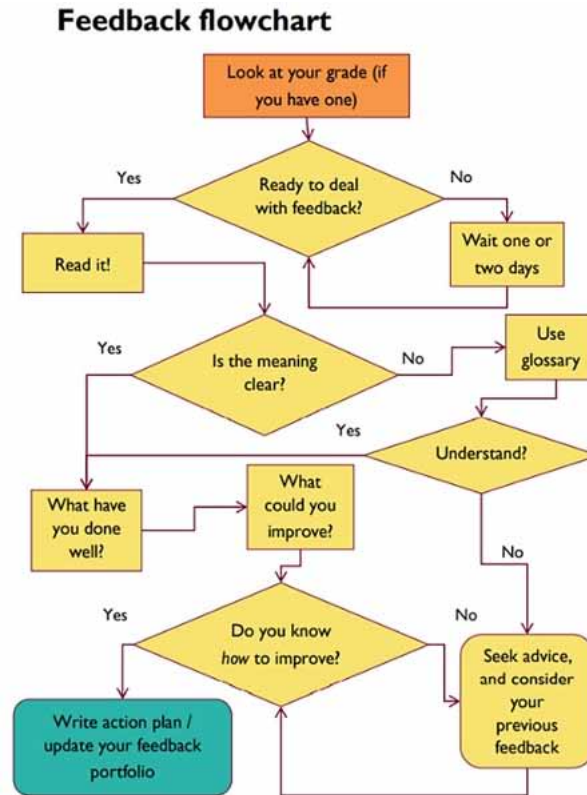 Feedback flowchart
Look at your grade (if
you have one)
Yes
Ready to deal
with feedback?
No
Read it!
Wait one or
two days
Yes
Is the meaning
clear?
No
Use
glossary
Yes
Understand?
What have
you done
well?
What
could you
improve?
No
Yes
Do you know
how to improve?
No
Seek advice,
and consider
your
previous
feedback
Write action plan /
update your feedback
portfolio